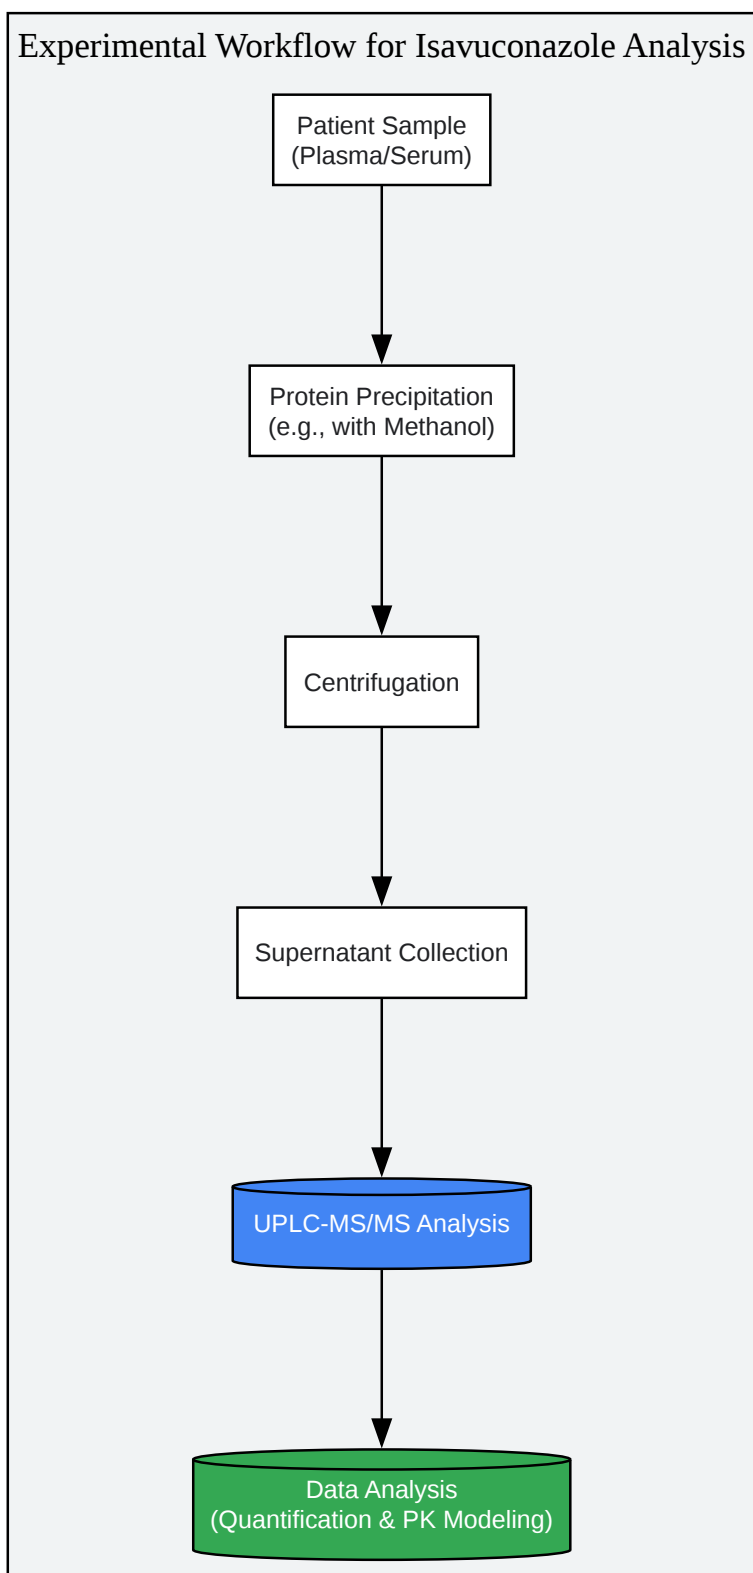 Experimental Workflow for Isavuconazole Analysis
Patient Sample
(Plasma/Serum)
Protein Precipitation
(e.g., with Methanol)
Centrifugation
Supernatant Collection
UPLC-MS/MS Analysis
Data Analysis
(Quantification & PK Modeling)